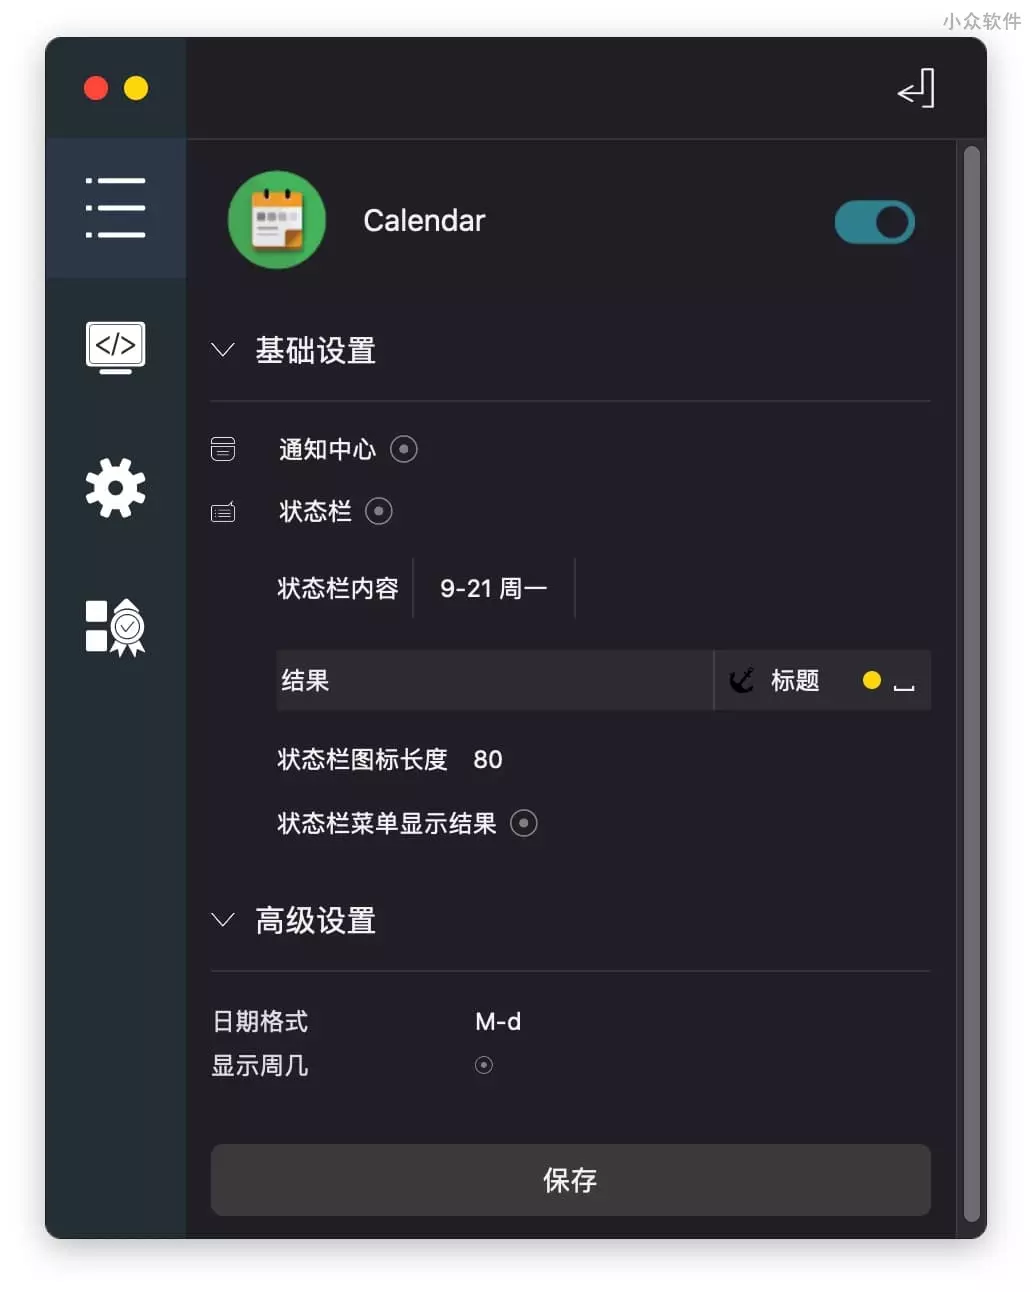 小众软件
Calendar
基础设置
通知中心
状态栏
状态栏内容 9-21 周一
结果 标题
状态栏图标长度 80
状态栏菜单显示结果
高级设置
日期格式 M-d
显示周几
保存